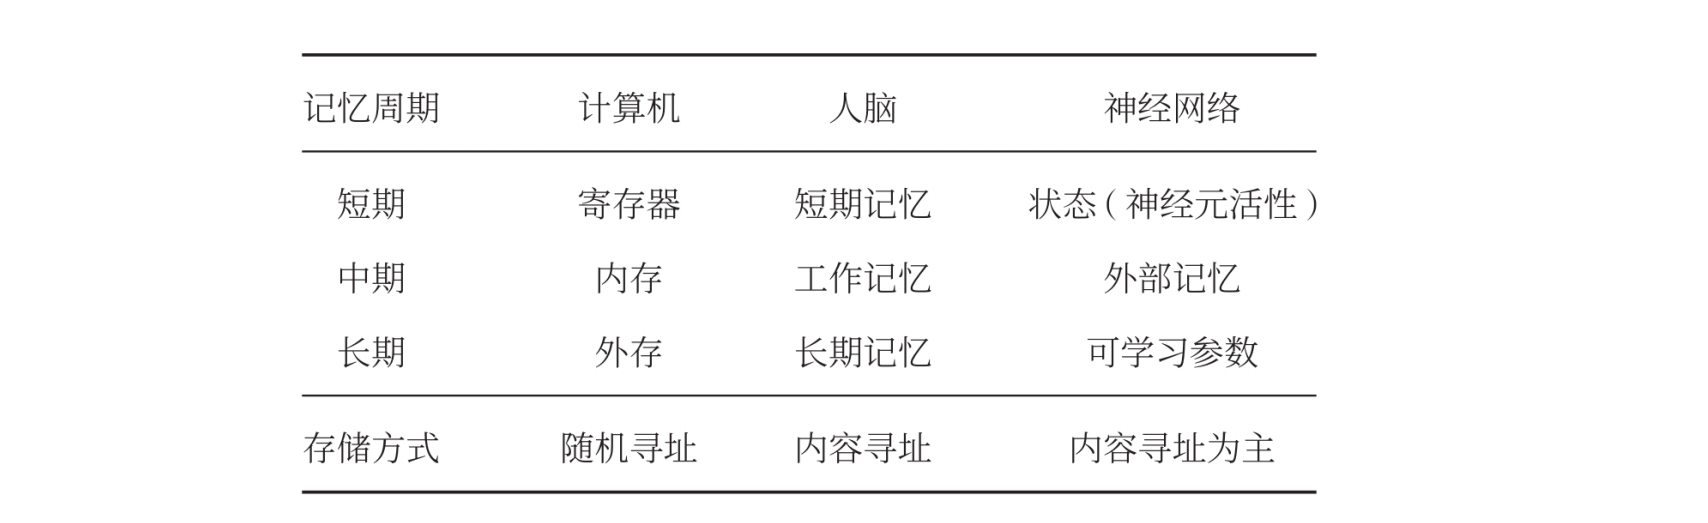 记忆周期 计算机 人脑 神经网络
短期 寄存器 短期记忆 状态（神经元活性）
中期 内存 工作记忆 外部记忆
长期 外存 长期记忆 可学习参数
存储方式 随机寻址 内容寻址 内容寻址为主